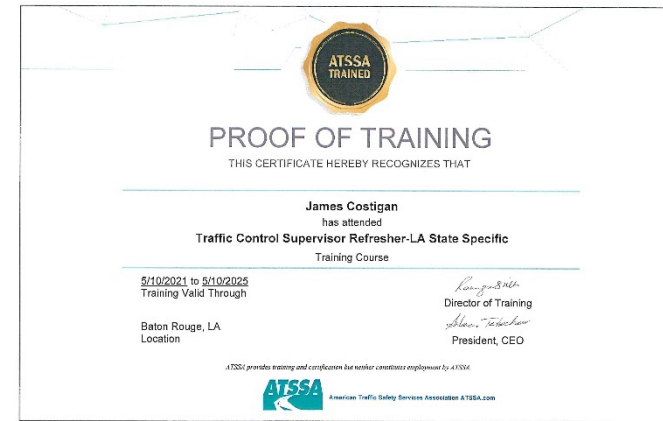 ATSSA
TRAINED
PROOF OF TRAINING
THIS CERTIFICATE HEREBY RECOGNIZES THAT
James Costigan
has attended
Traffic Control Supervisor Refresher-LA State Specific
Training Course
5/10/2021 to 5/10/2025
Training Valid Through
Director of Training
Baton Rouge, LA
Location
President, CEO
ATSSA provides training and certification but neither constitutes employment by ATSSA.
ATSSA
American Traffic Safety Services Association ATSSA.com